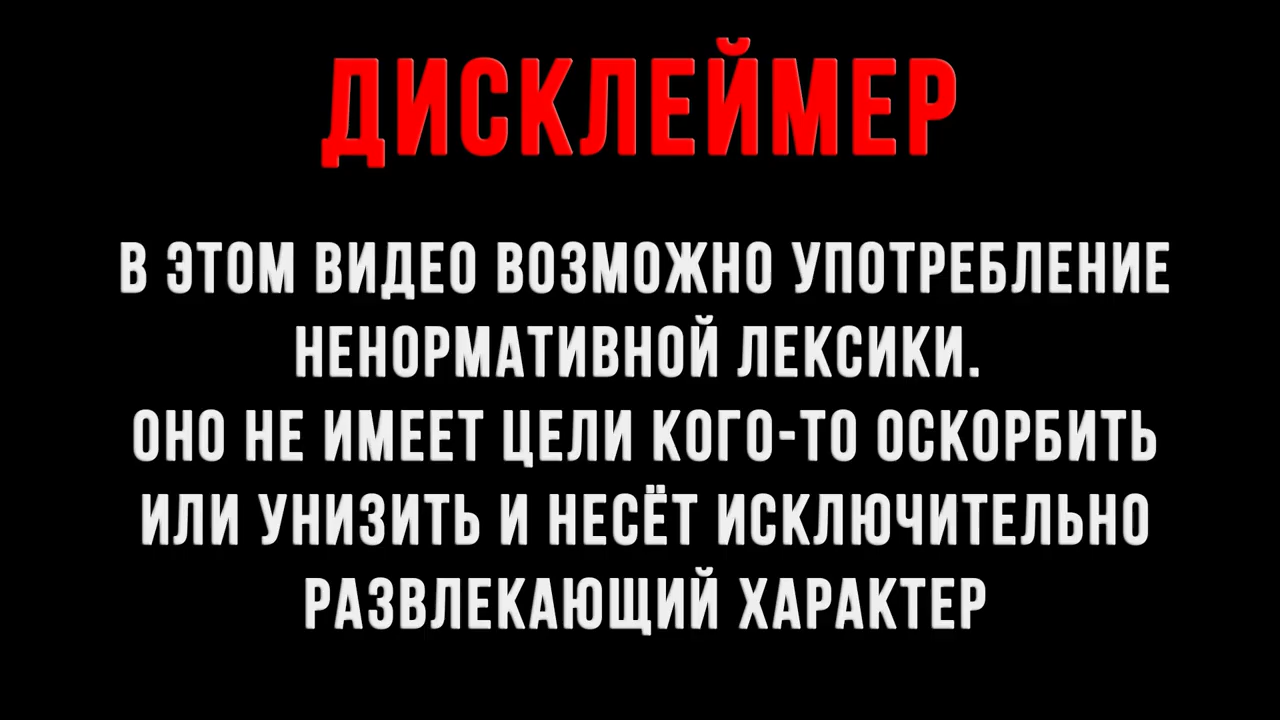 ДИСКЛЕЙМЕР
В ЭТОМ ВИДЕО ВОЗМОЖНО УПОТРЕБЛЕНИЕ
НЕНОРМАТИВНОЙ ЛЕКСИКИ.
ОНО НЕ ИМЕЕТ ЦЕЛИ КОГО-ТО ОСКОРБИТЬ
ИЛИ УНИЗИТЬ И НЕСЁТ ИСКЛЮЧИТЕЛЬНО
РАЗВЛЕКАЮЩИЙ ХАРАКТЕР